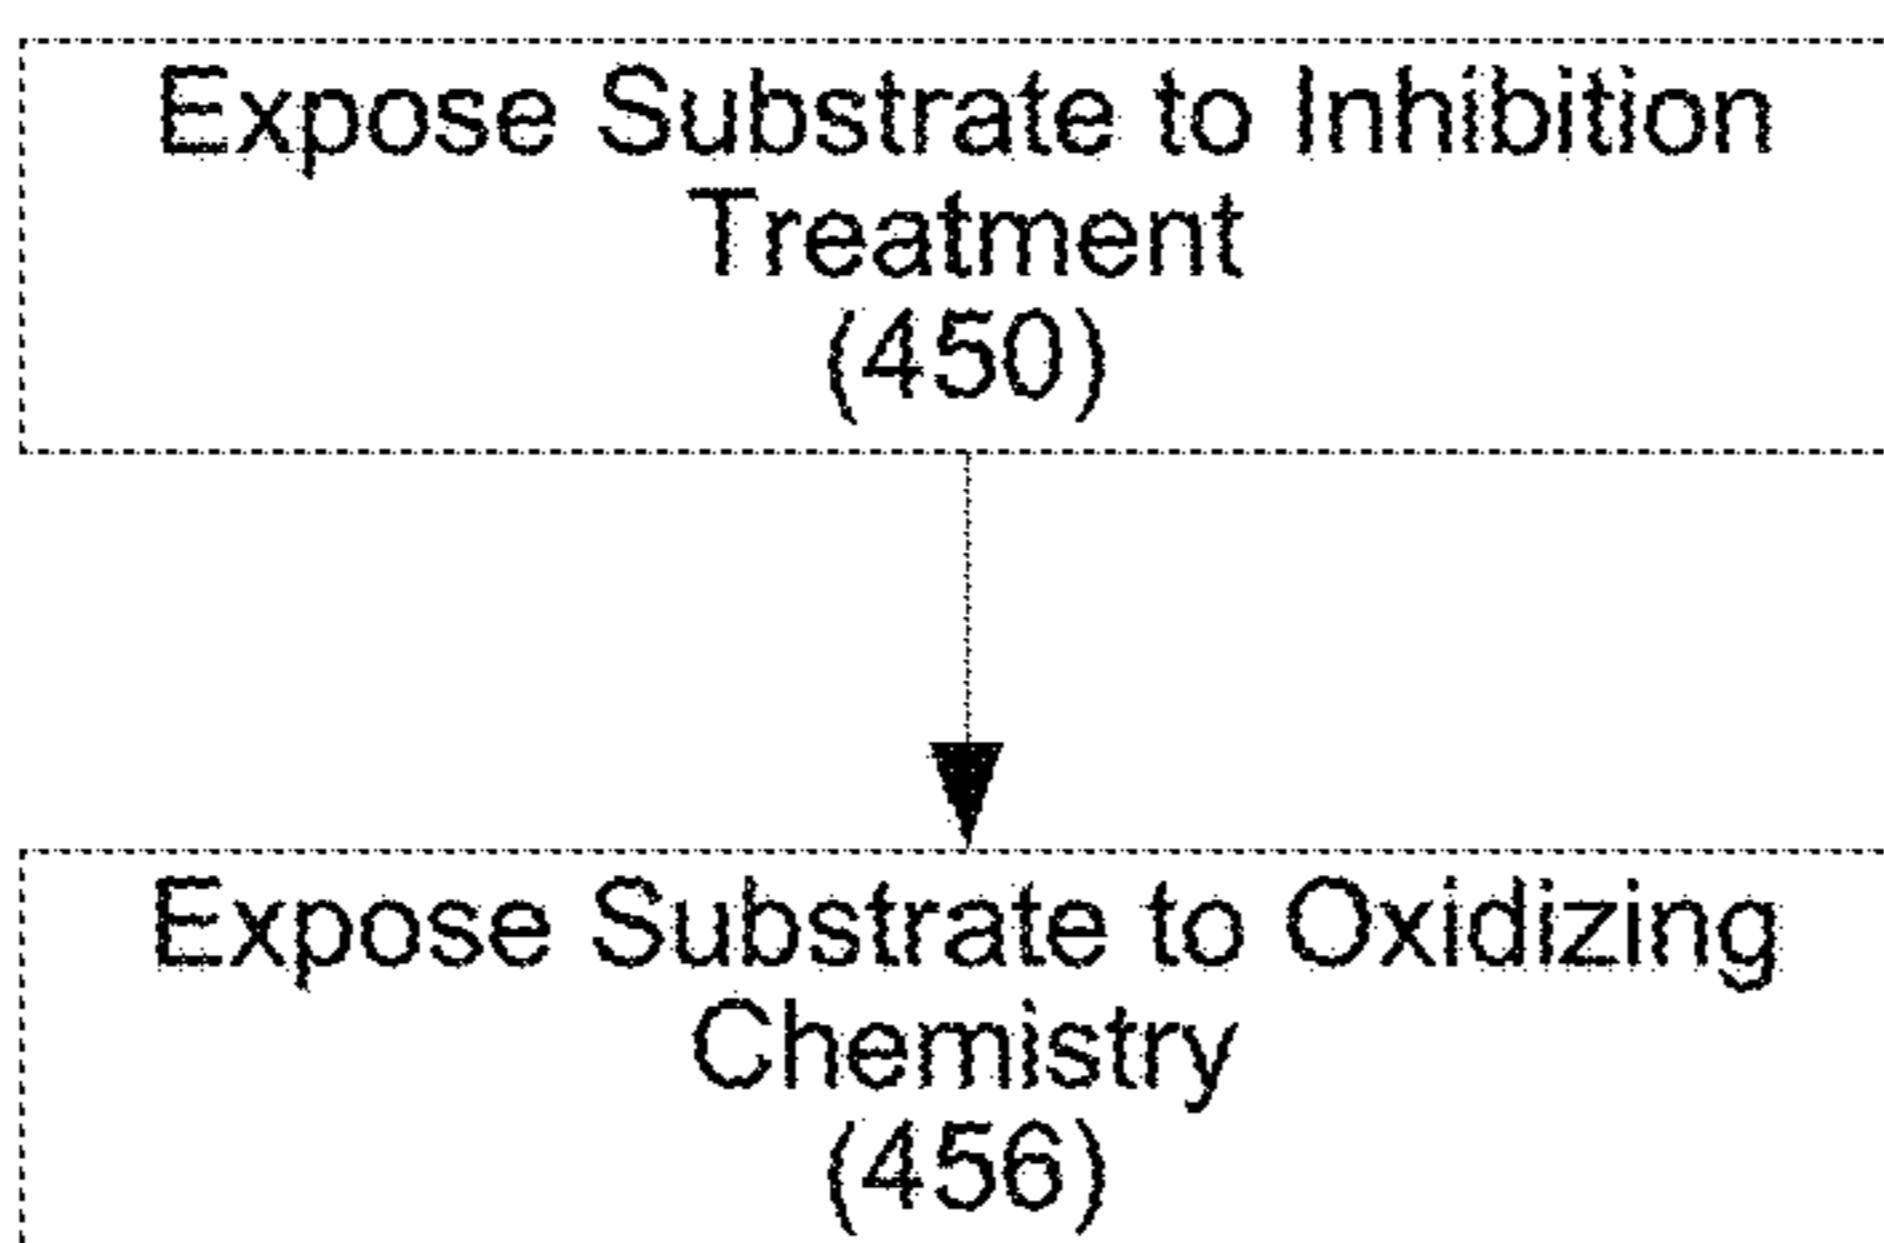 Expose Substrate to Inhibition
Treatment
(450)
Expose Substrate to Oxidizing
Chemistry
(456)